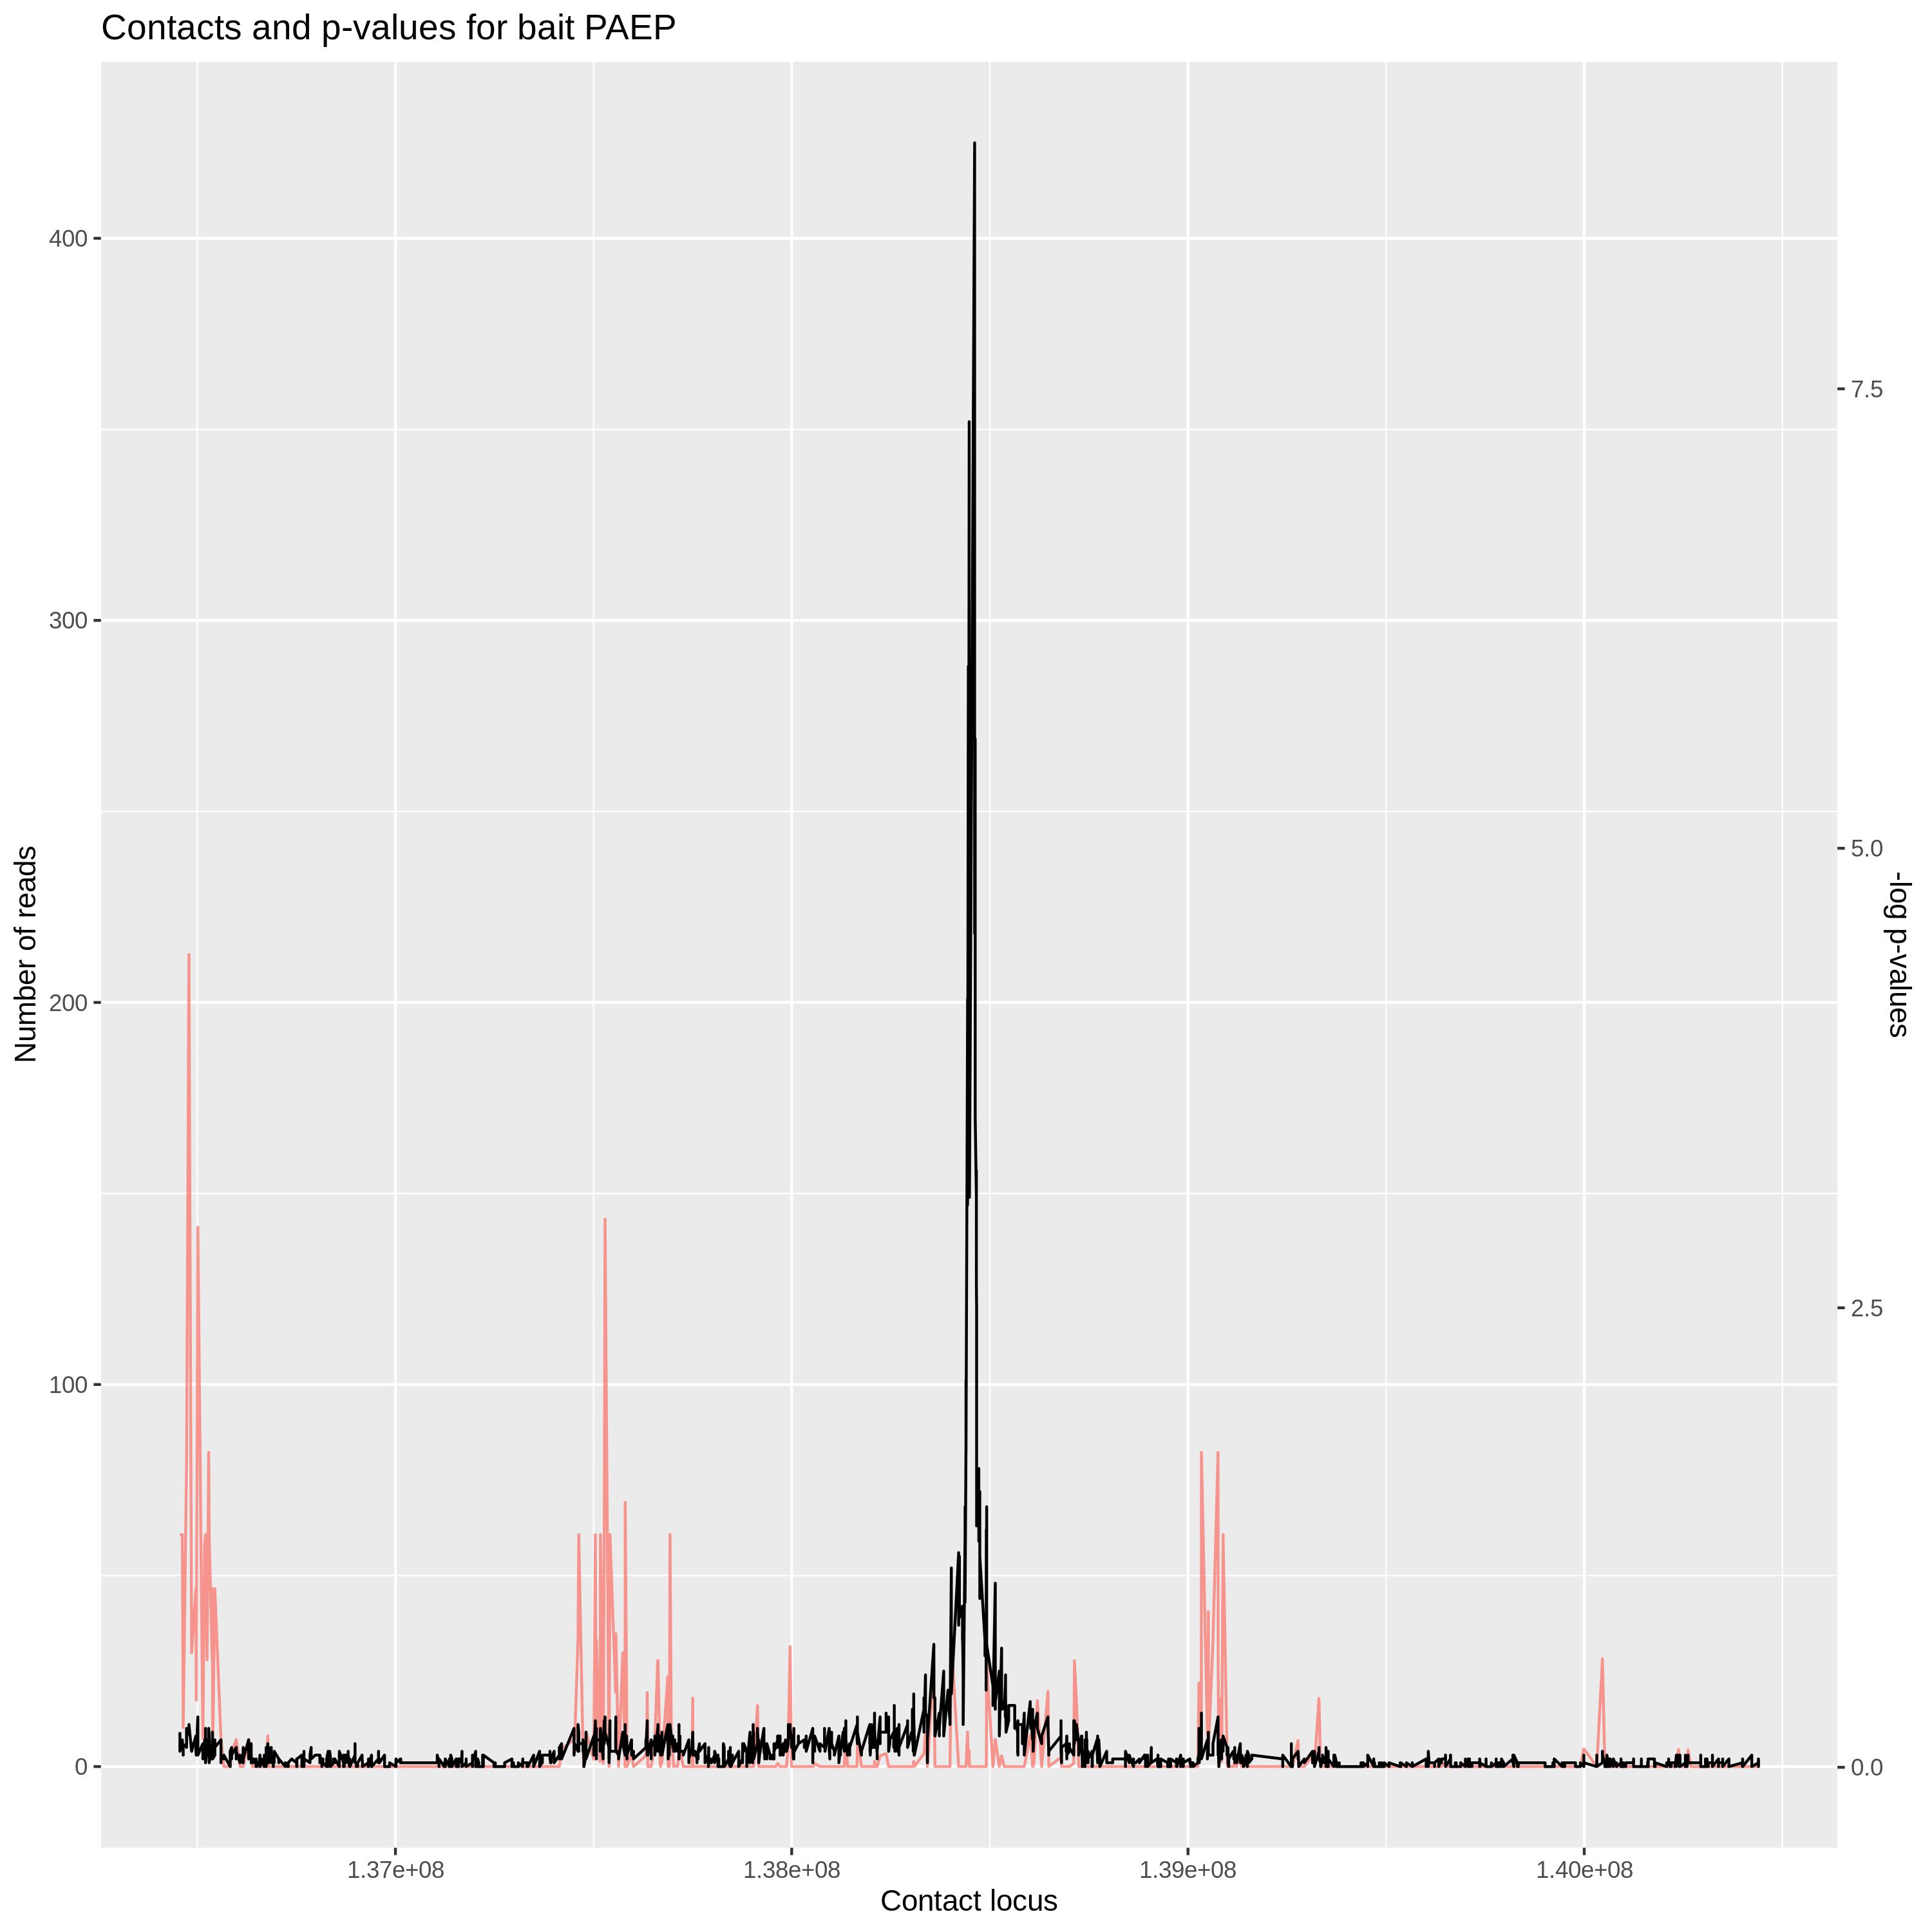 Contacts and p-values for bait PAEP
400
300
200
100
0
Number of reads
7.5
5.0
2.5
0.0
-log p-values
1.37e+08
1.38e+08
1.39e+08
1.40e+08
Contact locus